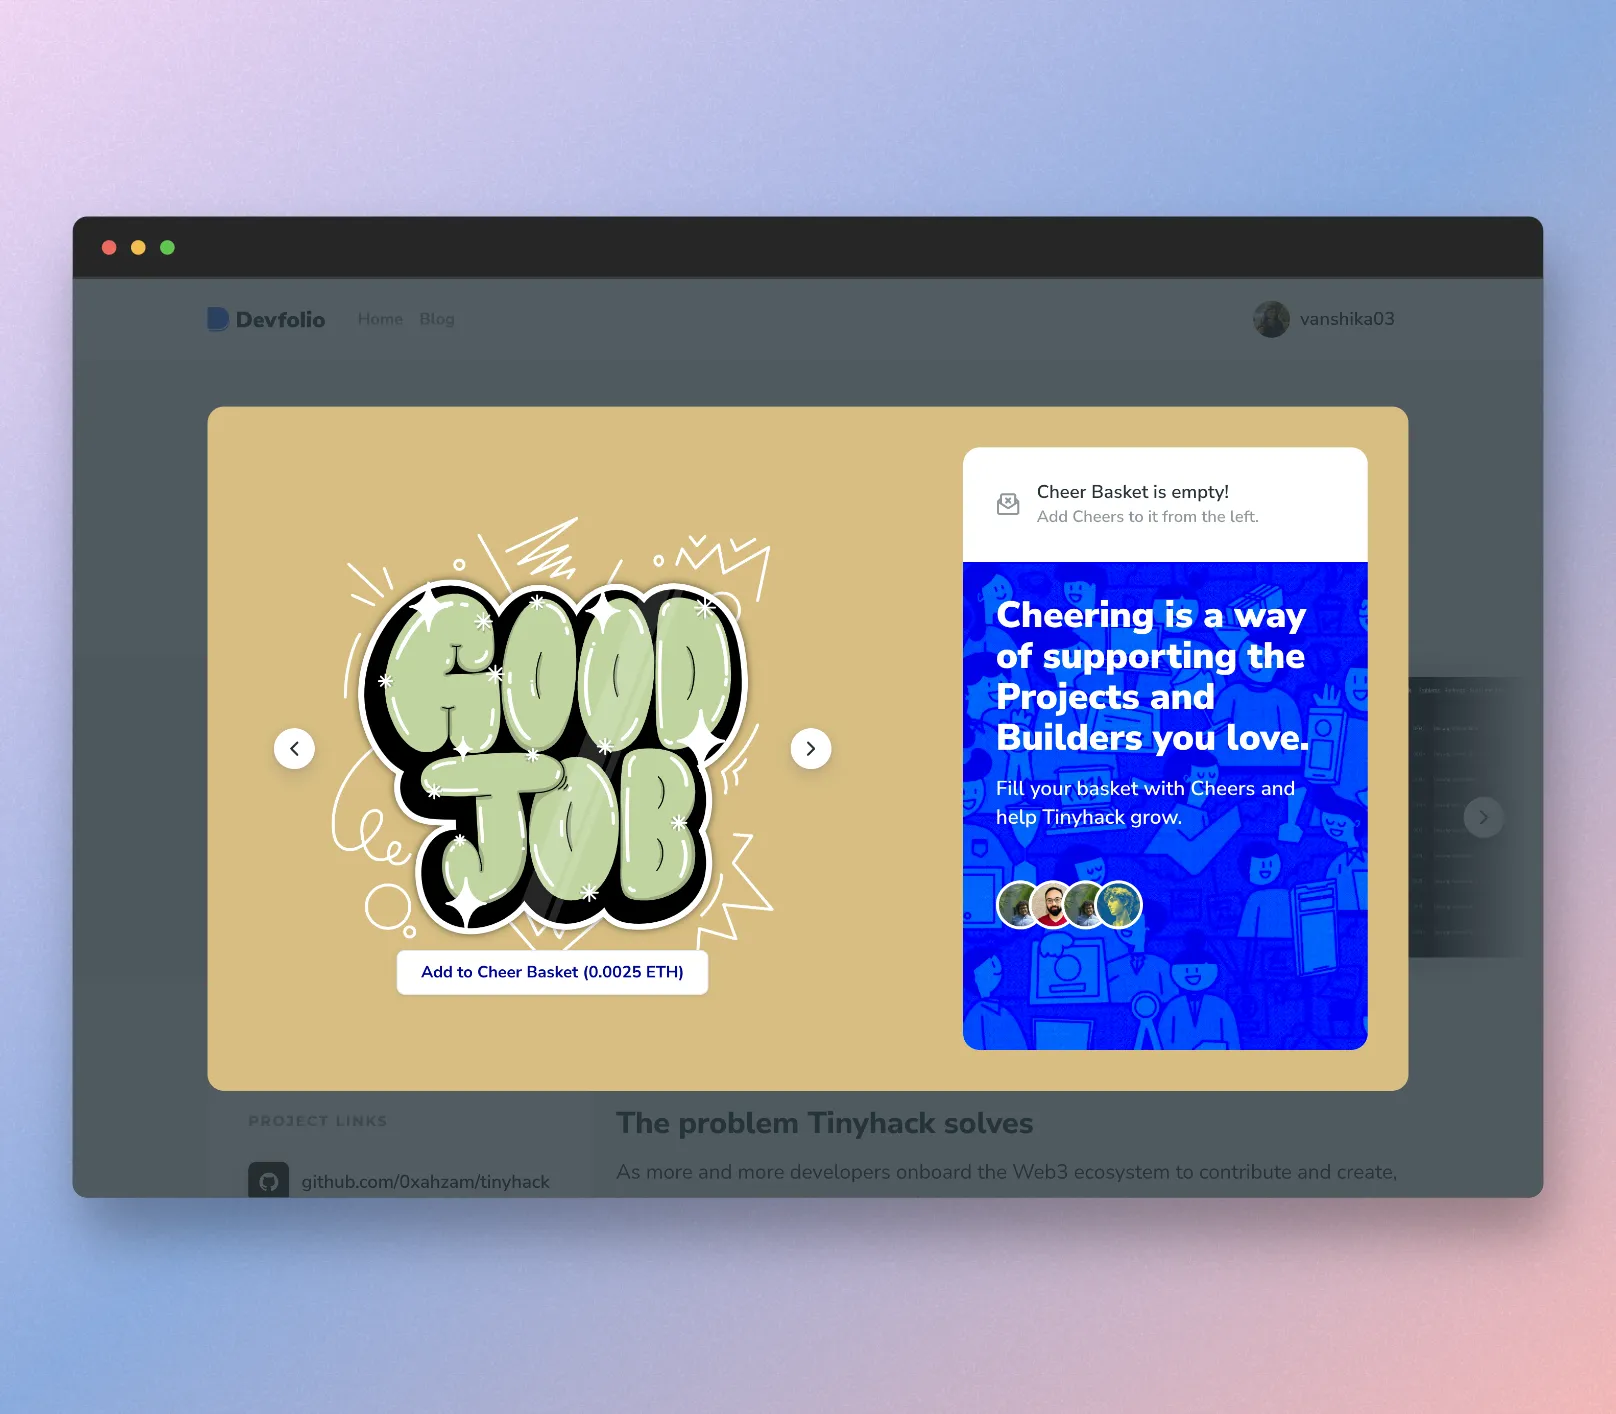 Devfolio
Home
Blog
vanshika03
GOOD
JOB
Add to Cheer Basket (0.0025 ETH)
Cheer Basket is empty!
Add Cheers to it from the left.
Cheering is a way
of supporting the
Projects and
Builders you love.
Fill your basket with Cheers and
help Tinyhack grow.
PROJECT LINKS
github.com/0xahzam/tinyhack
The problem Tinyhack solves
As more and more developers onboard the Web3 ecosystem to contribute and create,